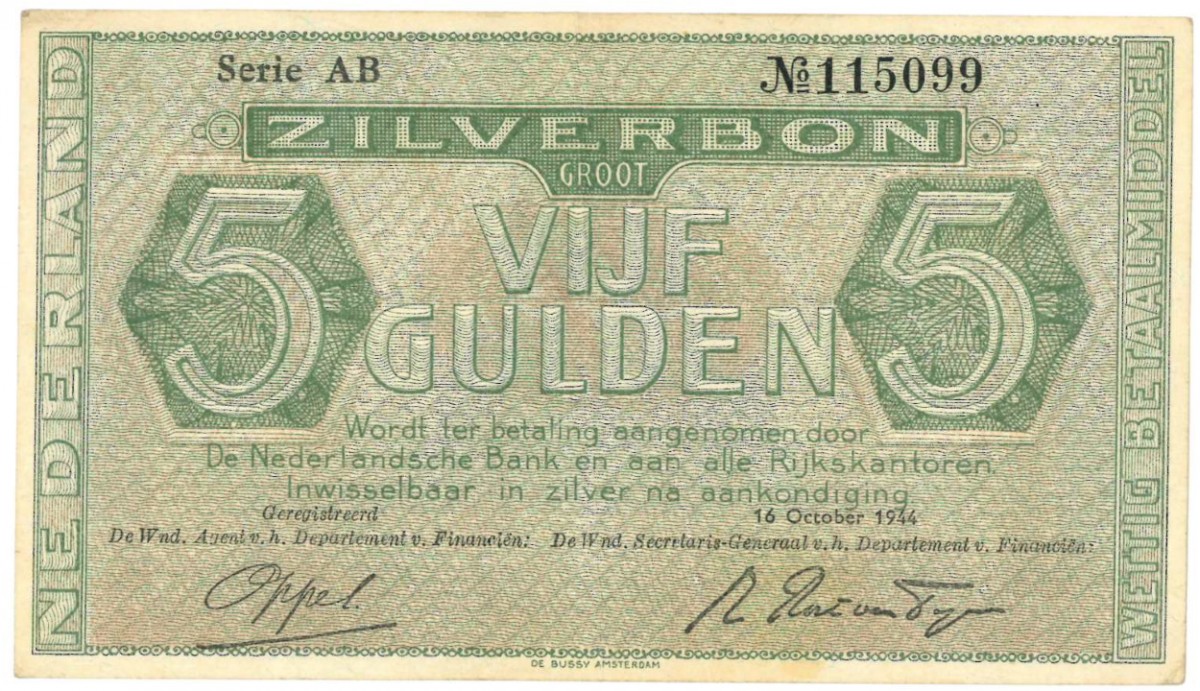 Serie AB
№115099
ZILVERBON
GROOT
5
VIJF
GULDEN
5
NEDERLAND
WETTIG BETAALMIDDEL
Wordt ter betaling aangenomen door
De Nederlandsche Bank en aan alle Rijkskantoren.
Inwisselbaar in zilver na aankondiging.
Geregistreerd
16 October 1944
De Wnd. Agent v. h. Departement v. Financiën:
De Wnd. Secretaris-Generaal v. h. Departement v. Financiën:
Oppel.
DE BUSSY AMSTERDAM